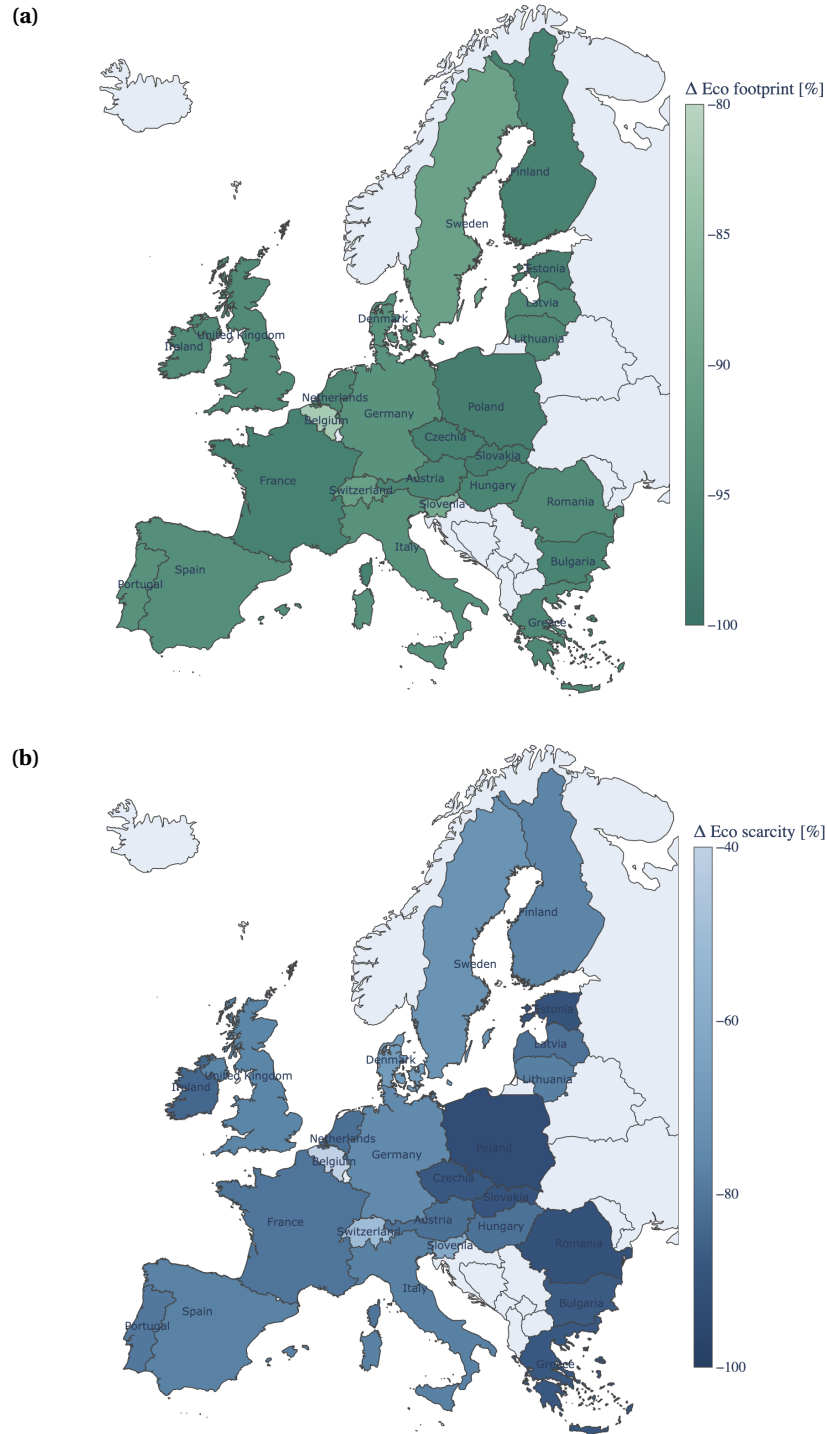 (a)
Δ Eco footprint [%]
−80
Finland
Sweden
−85
Estonia
Latvia
Denmark
United Kingdom
Lithuania
Ireland
−90
Netherlands
Poland
Germany
Belgium
Czechia
Slovakia
France
Austria
Hungary
Switzerland
−95
Romania
Slovenia
Italy
Bulgaria
Spain
Portugal
Greece
−100
(b)
Δ Eco scarcity [%]
−40
Finland
Sweden
Estonia
−60
Latvia
Denmark
United Kingdom
Lithuania
Ireland
Netherlands
Poland
Germany
Belgium
Czechia
−80
Slovakia
Austria
France
Hungary
Switzerland
Romania
Slovenia
Italy
Bulgaria
Spain
Portugal
Greece
−100